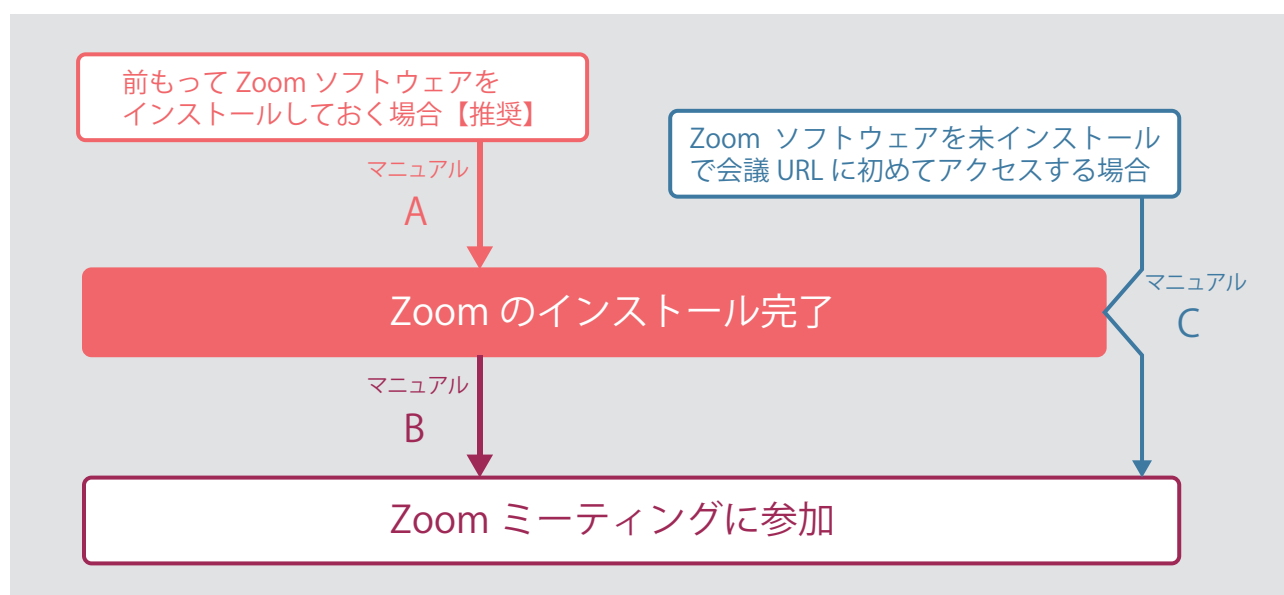 前もって Zoom ソフトウェアを
インストールしておく場合【推奨】
Zoom ソフトウェアを未インストール
で会議 URL に初めてアクセスする場合
マニュアル
A
Zoom のインストール完了
マニュアル
C
マニュアル
B
Zoom ミーティングに参加